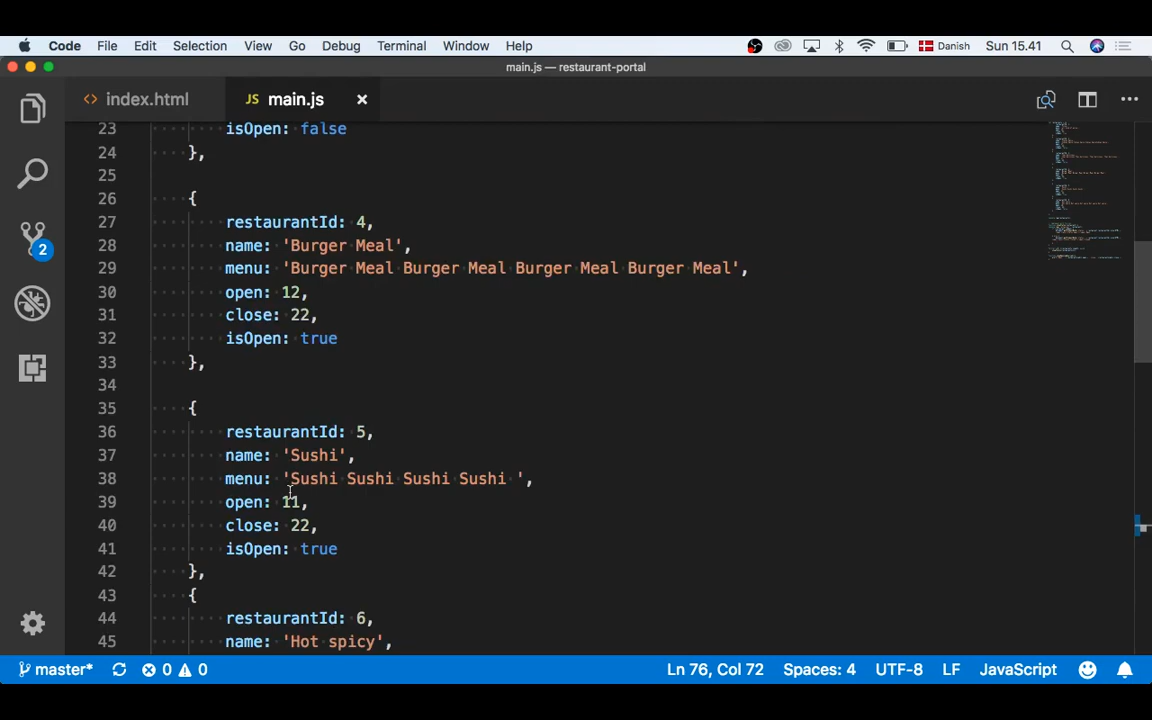 Code File Edit Selection View Go Debug Terminal Window Help Danish Sun 15.41
main.js — restaurant-portal
<> index.html JS main.js
23 isOpen: false
24 },
25
26 {
27 restaurantId: 4,
28 name: 'Burger Meal',
29 menu: 'Burger Meal Burger Meal Burger Meal Burger Meal',
30 open: 12,
31 close: 22,
32 isOpen: true
33 },
34
35 {
36 restaurantId: 5,
37 name: 'Sushi',
38 menu: 'Sushi Sushi Sushi Sushi ',
39 open: 11,
40 close: 22,
41 isOpen: true
42 },
43 {
44 restaurantId: 6,
45 name: 'Hot spicy',
2
master* 0 0 Ln 76, Col 72 Spaces: 4 UTF-8 LF JavaScript